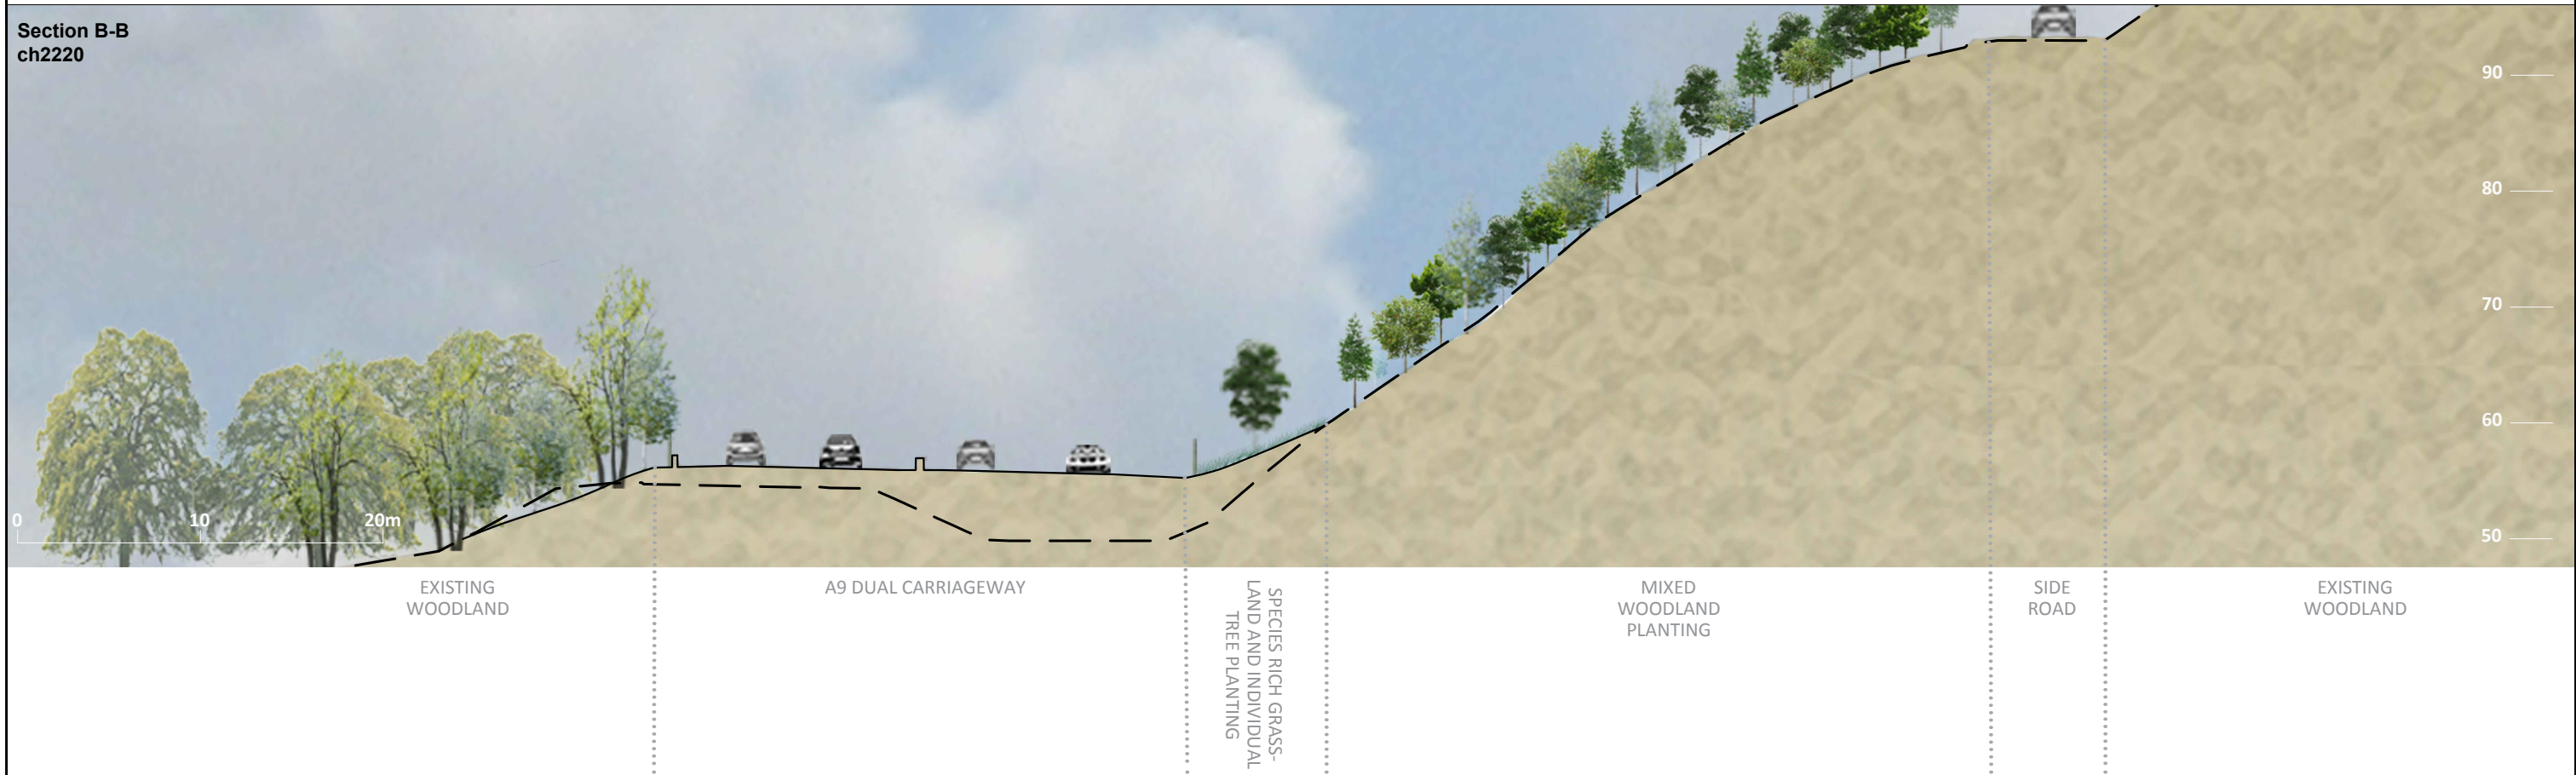 Section B-B
ch2220
90
80
70
60
50
0 10 20m
EXISTING
WOODLAND
A9 DUAL CARRIAGEWAY
SPECIES RICH GRASS-
LAND AND INDIVIDUAL
TREE PLANTING
MIXED
WOODLAND
PLANTING
SIDE
ROAD
EXISTING
WOODLAND